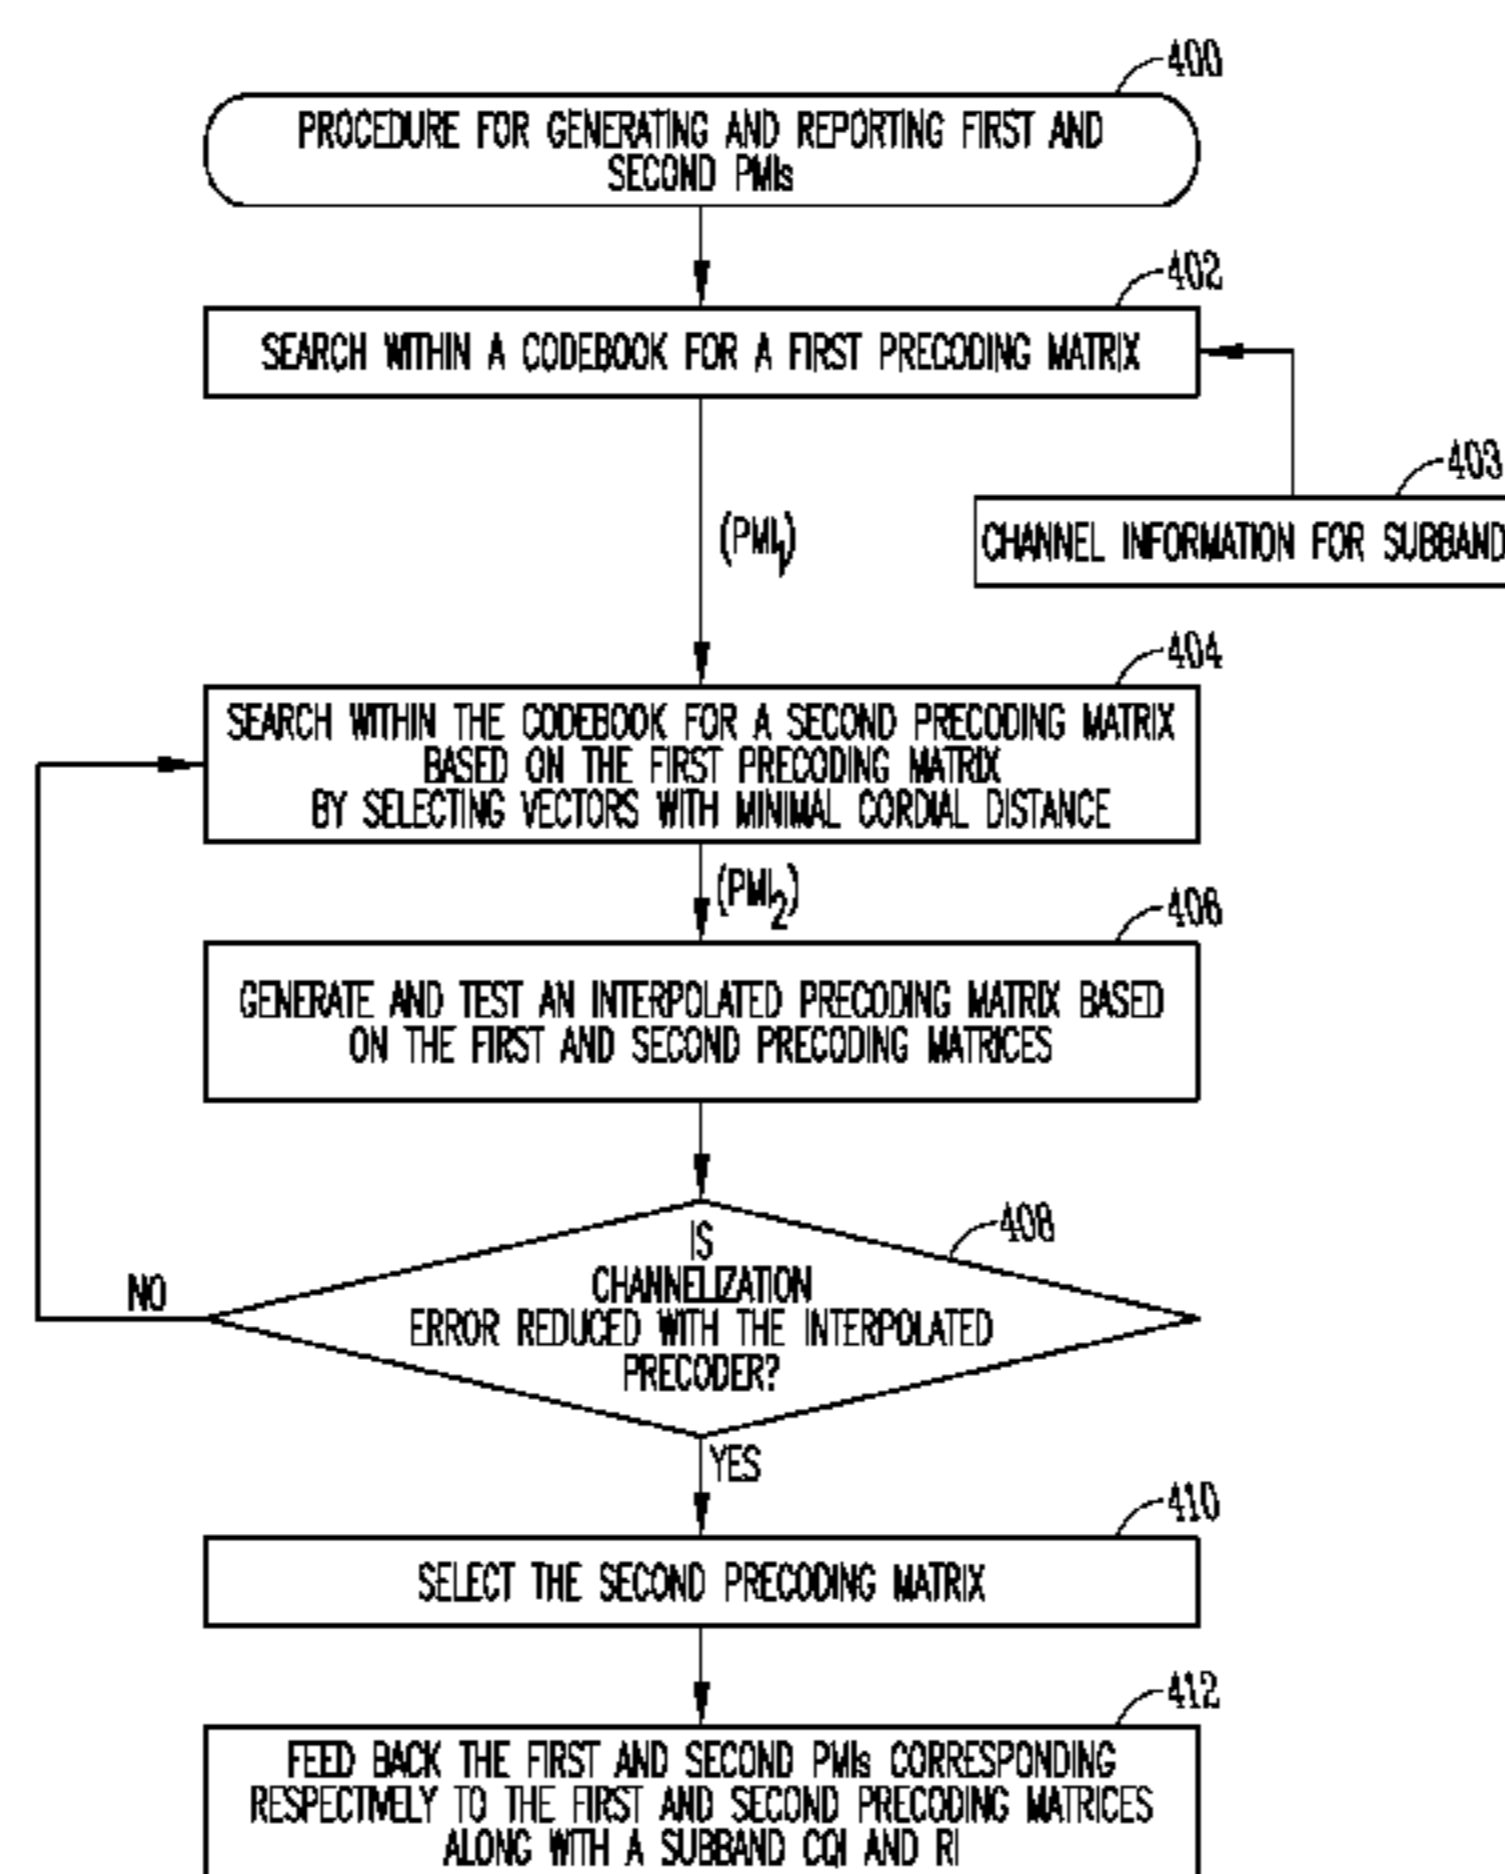 400
PROCEDURE FOR GENERATING AND REPORTING FIRST AND
SECOND PMIs
402
SEARCH WITHIN A CODEBOOK FOR A FIRST PRECODING MATRIX
403
(PMI1)
CHANNEL INFORMATION FOR SUBBAND
404
SEARCH WITHIN THE CODEBOOK FOR A SECOND PRECODING MATRIX
BASED ON THE FIRST PRECODING MATRIX
BY SELECTING VECTORS WITH MINIMAL CORDIAL DISTANCE
(PMI2)
406
GENERATE AND TEST AN INTERPOLATED PRECODING MATRIX BASED
ON THE FIRST AND SECOND PRECODING MATRICES
408
IS
CHANNELIZATION
ERROR REDUCED WITH THE INTERPOLATED
PRECODER?
NO
YES
410
SELECT THE SECOND PRECODING MATRIX
412
FEED BACK THE FIRST AND SECOND PMIs CORRESPONDING
RESPECTIVELY TO THE FIRST AND SECOND PRECODING MATRICES
ALONG WITH A SUBBAND CQI AND RI